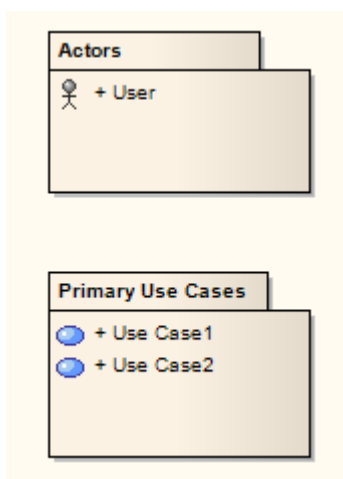 Actors
+ User
Primary Use Cases
+ Use Case1
+ Use Case2